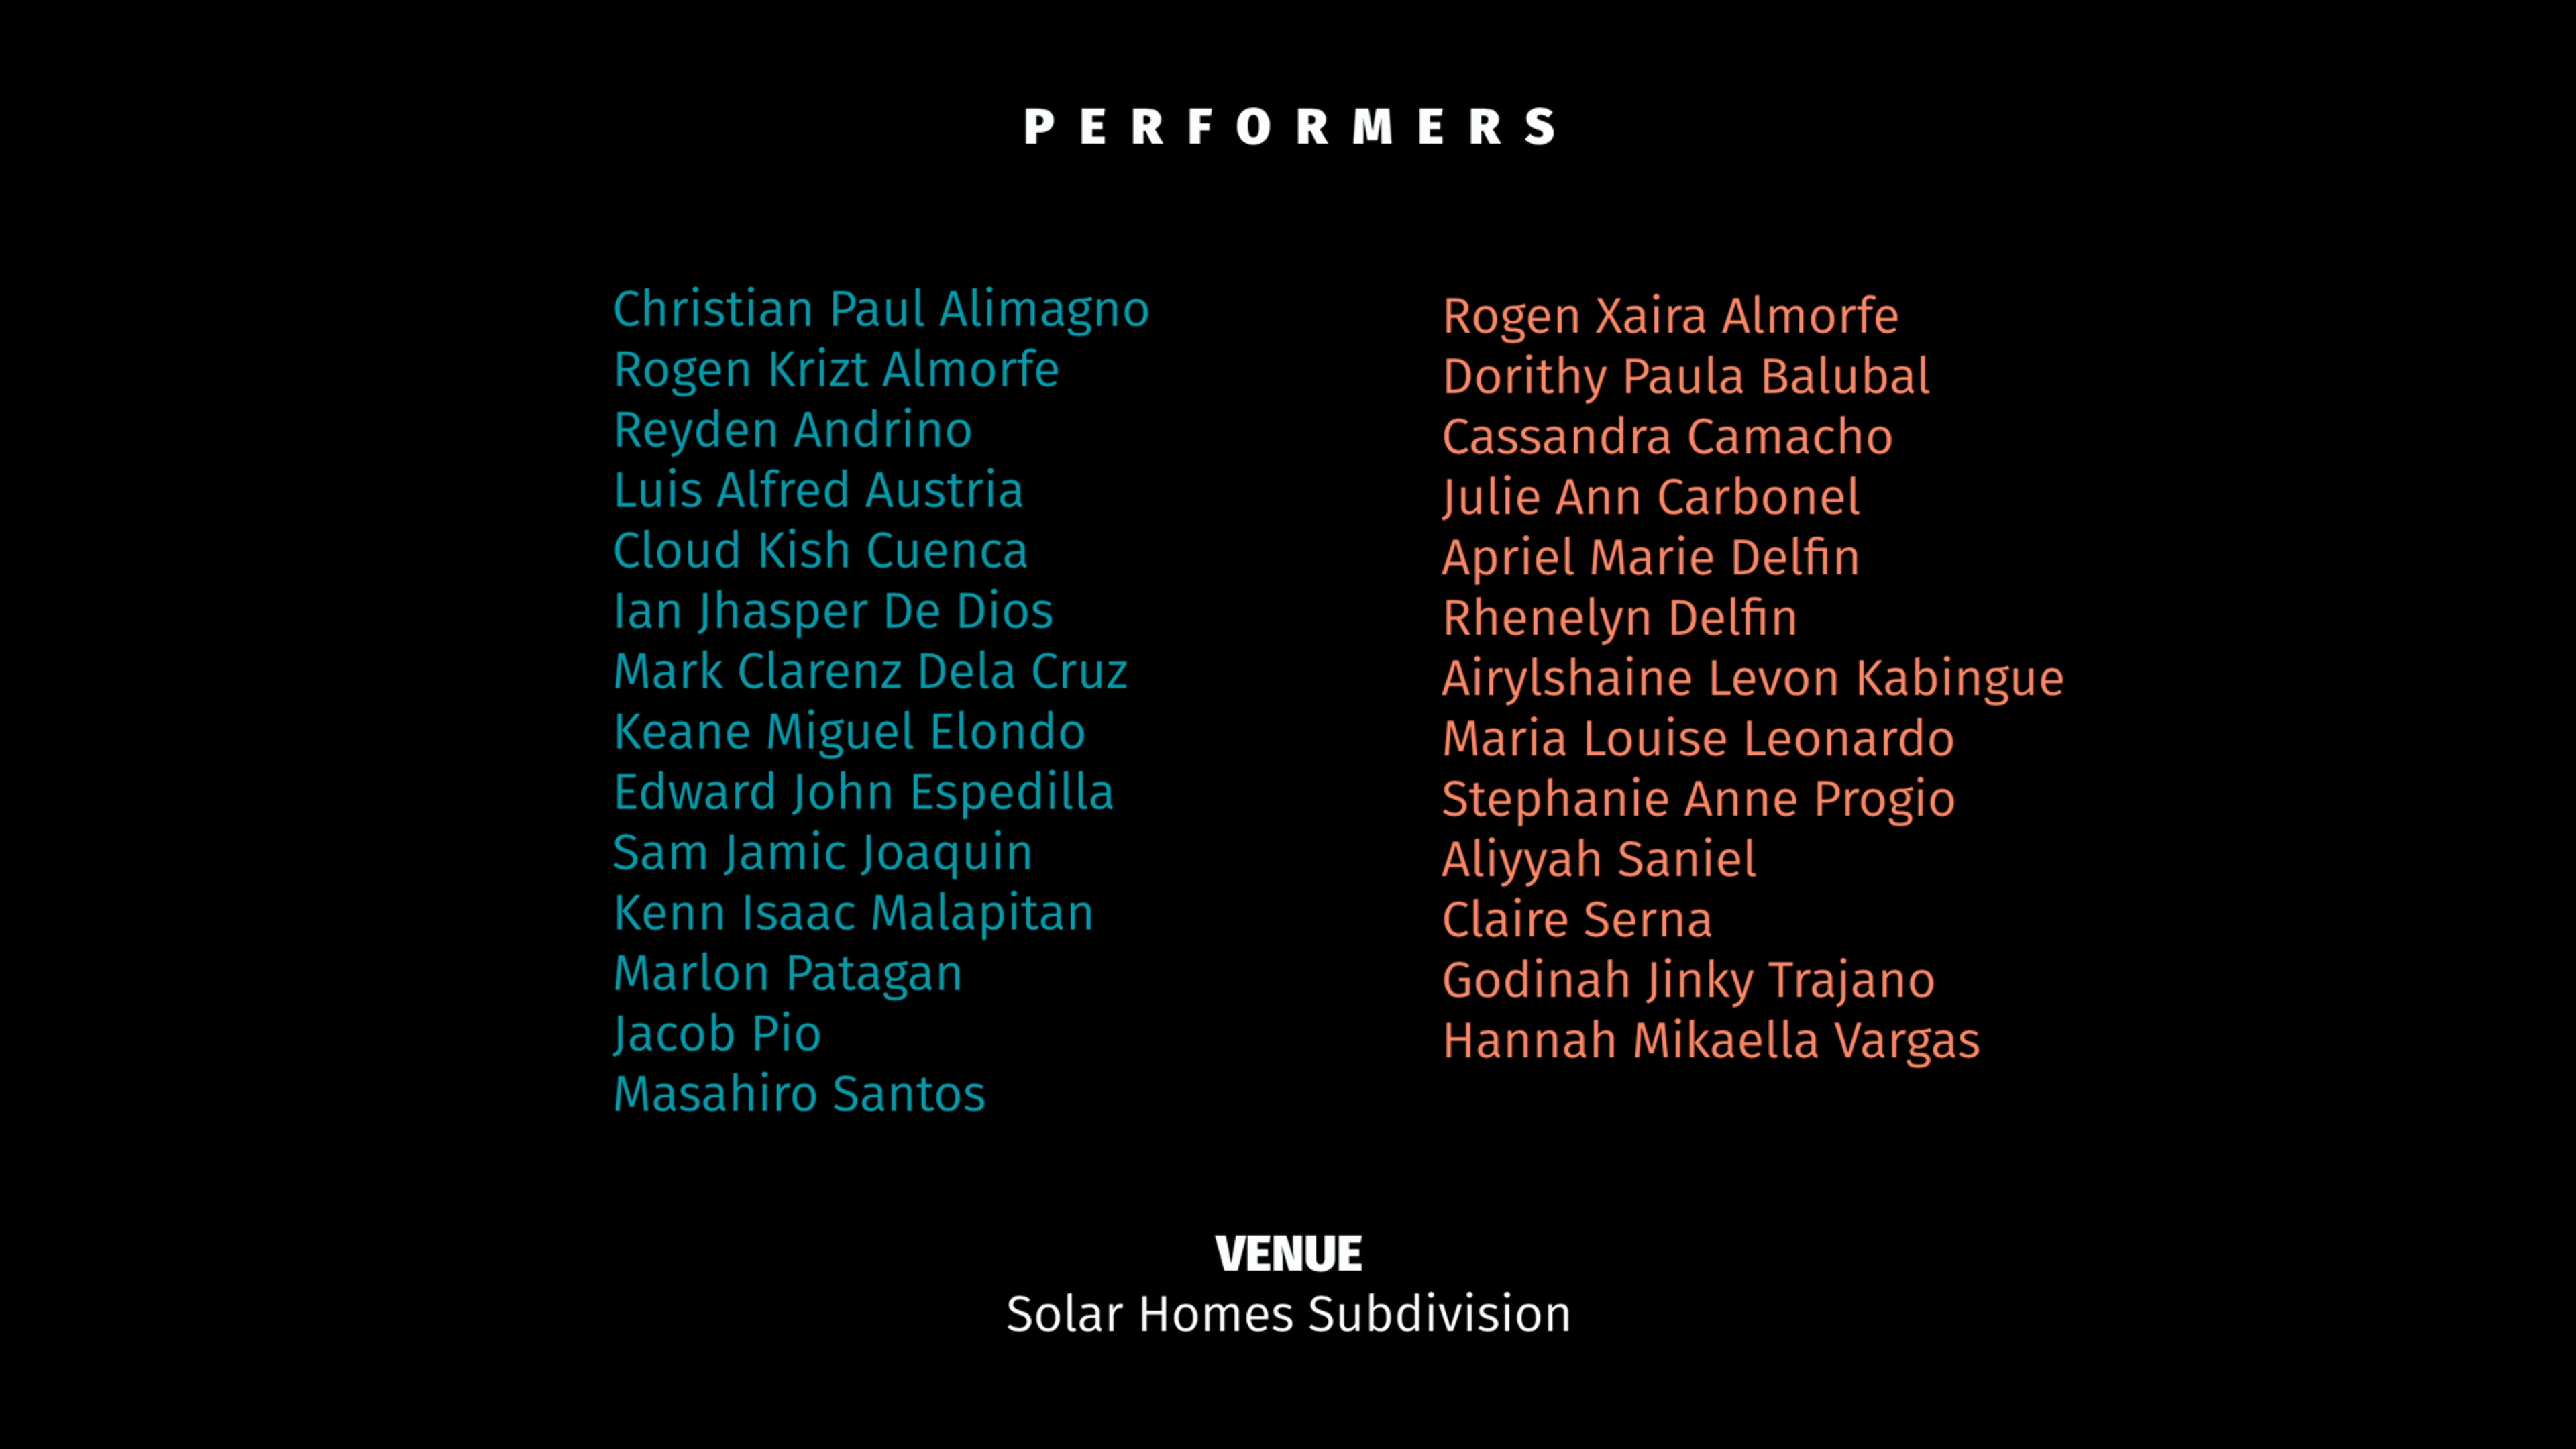 PERFORMERS
Christian Paul Alimagno
Rogen Krizt Almorfe
Reyden Andrino
Luis Alfred Austria
Cloud Kish Cuenca
Ian Jhasper De Dios
Mark Clarenz Dela Cruz
Keane Miguel Elondo
Edward John Espedilla
Sam Jamic Joaquin
Kenn Isaac Malapitan
Marlon Patagan
Jacob Pio
Masahiro Santos
Rogen Xaira Almorfe
Dorithy Paula Balubal
Cassandra Camacho
Julie Ann Carbonel
Apriel Marie Delfin
Rhenelyn Delfin
Airylshaine Levon Kabingue
Maria Louise Leonardo
Stephanie Anne Progio
Aliyyah Saniel
Claire Serna
Godinah Jinky Trajano
Hannah Mikaella Vargas
VENUE
Solar Homes Subdivision